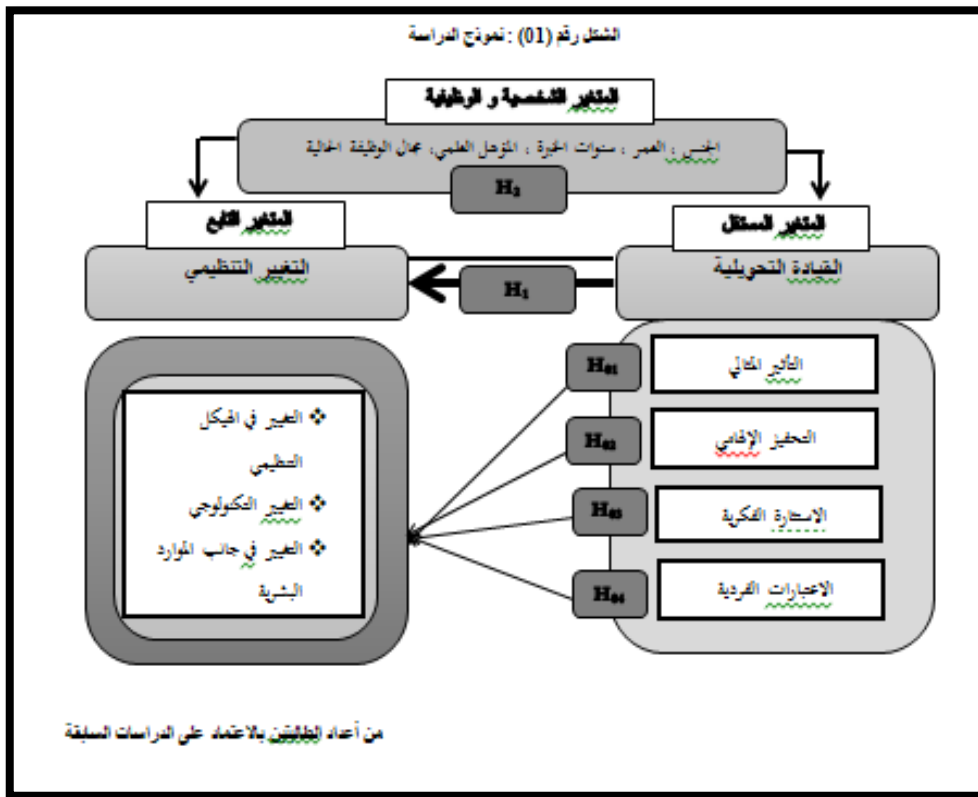 الشكل رقم (01) : نموذج الدراسة
المتغير الشخصية و الوظيفية
الجنس ، العمر ، سنوات الخبرة ، المؤهل العلمي، مجال الوظيفة الحالية
H₂
المتغير المستقل
المتغير التابع
القيادة التحويلية
التغيير التنظيمي
H₁
التأثير المثالي
H₀₁
التحفيز الإلهامي
H₀₂
الاستثارة الفكرية
H₀₃
الاعتبارات الفردية
H₀₄
❖ التغيير في الهيكل
التنظيمي
❖ التغيير التكنولوجي
❖ التغيير في جانب الموارد
البشرية
من أعداد الطالبتين بالاعتماد على الدراسات السابقة